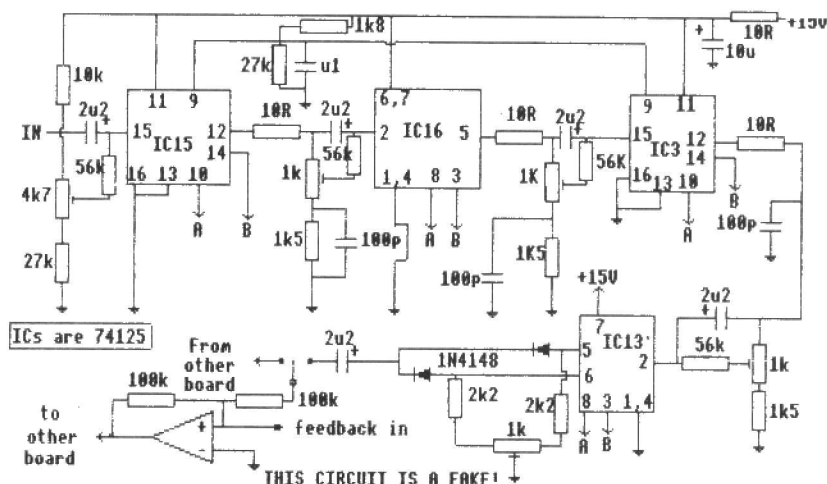 1k8
10R
+15V
10k
27k
u1
10u
11 9
6,7
9 11
2u2
10R
2u2
10R
2u2
10R
IN
15 IC15 12
14
2 IC16 5
15 IC3 12
14
56k
1k
56k
1K
56K
16 13 10
1,4 8 3
16 13 10
4k7
A
B
1k5
100p
A
B
100p
1K5
A
B
100p
27k
+15V
2u2
ICs are 74125
From
other
board
2u2
1N4148
7
IC13
5
2
6
56k
1k
100k
100k
2k2
2k2
8 3 1,4
1k5
to
other
board
+
-
feedback in
1k
A B
THIS CIRCUIT IS A FAKE!